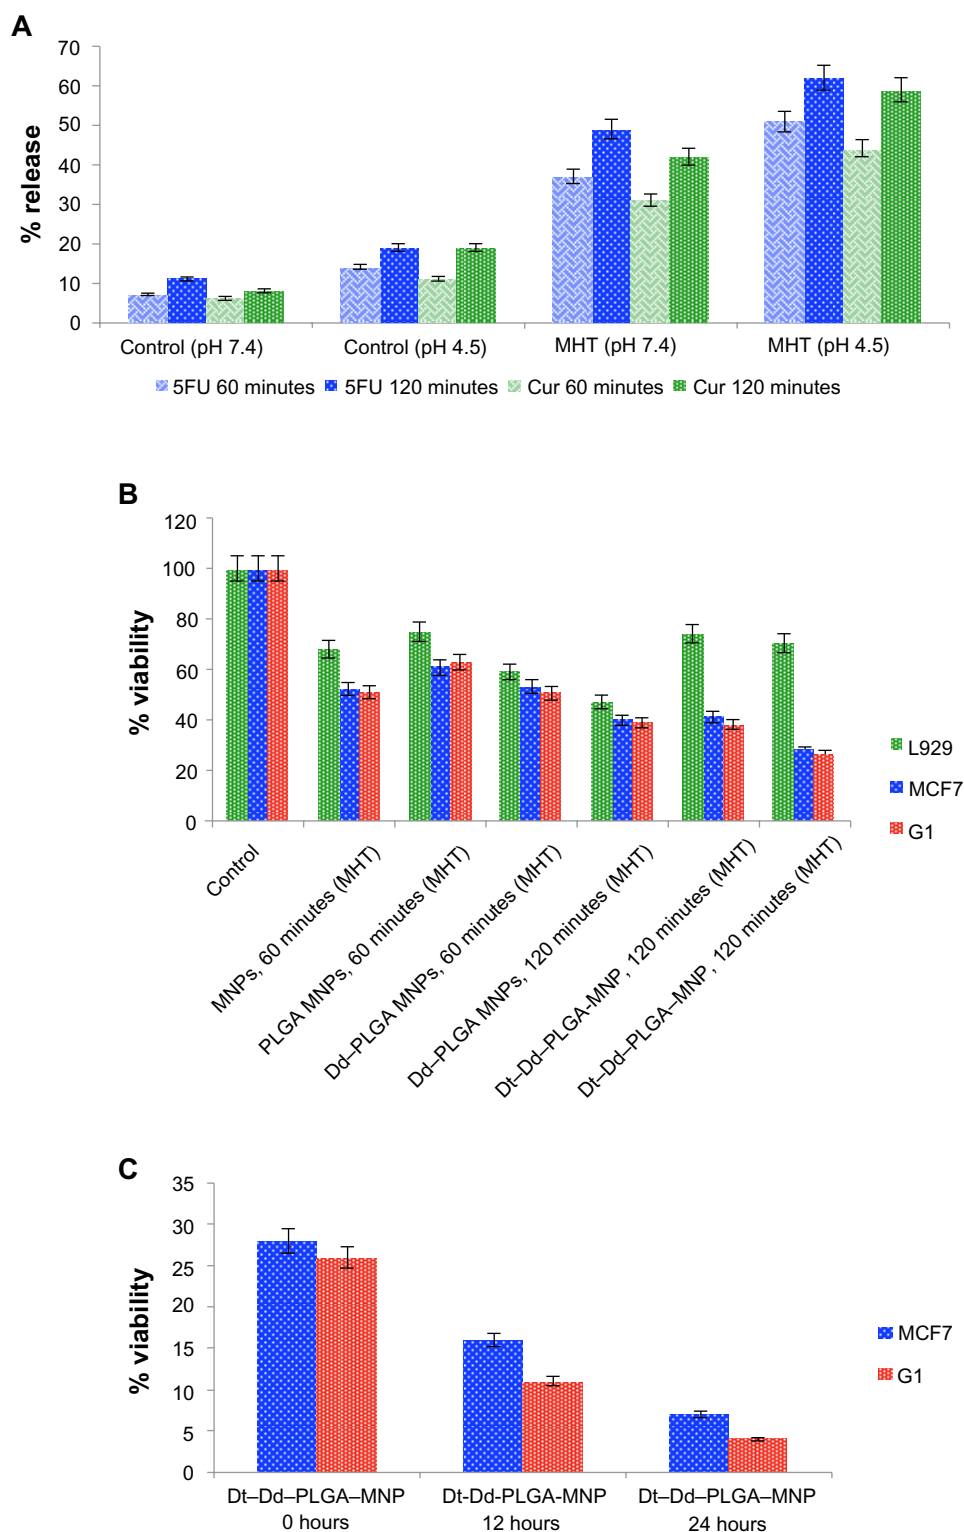 A
% release
70
60
50
40
30
20
10
0
Control (pH 7.4)
Control (pH 4.5)
MHT (pH 7.4)
MHT (pH 4.5)
5FU 60 minutes
5FU 120 minutes
Cur 60 minutes
Cur 120 minutes
B
% viability
120
100
80
60
40
20
0
Control
MNPs, 60 minutes (MHT)
PLGA MNPs, 60 minutes (MHT)
Dd–PLGA MNPs, 60 minutes (MHT)
Dd–PLGA MNPs, 120 minutes (MHT)
Dt–Dd–PLGA-MNP, 120 minutes (MHT)
Dt–Dd–PLGA–MNP, 120 minutes (MHT)
L929
MCF7
G1
C
% viability
35
30
25
20
15
10
5
0
Dt–Dd–PLGA–MNP
0 hours
Dt-Dd-PLGA-MNP
12 hours
Dt–Dd–PLGA–MNP
24 hours
MCF7
G1